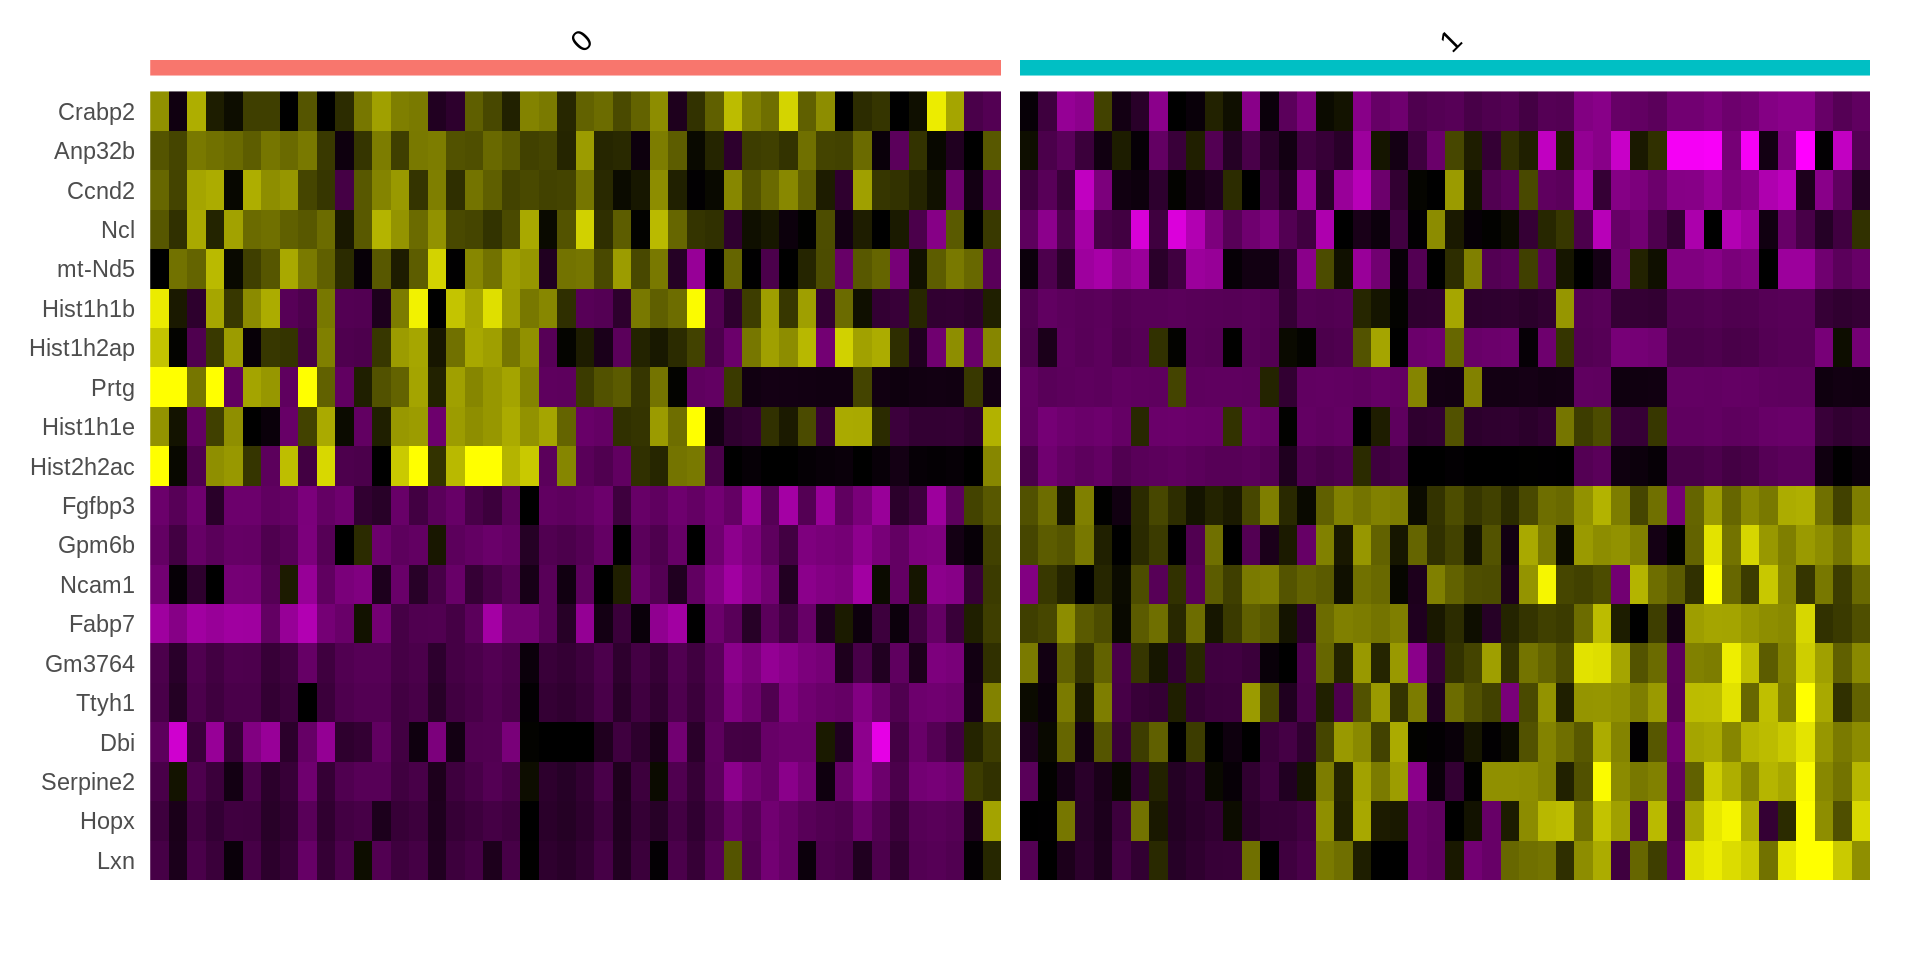 0
1
Crabp2
Anp32b
Ccnd2
Ncl
mt-Nd5
Hist1h1b
Hist1h2ap
Prtg
Hist1h1e
Hist2h2ac
Fgfbp3
Gpm6b
Ncam1
Fabp7
Gm3764
Ttyh1
Dbi
Serpine2
Hopx
Lxn